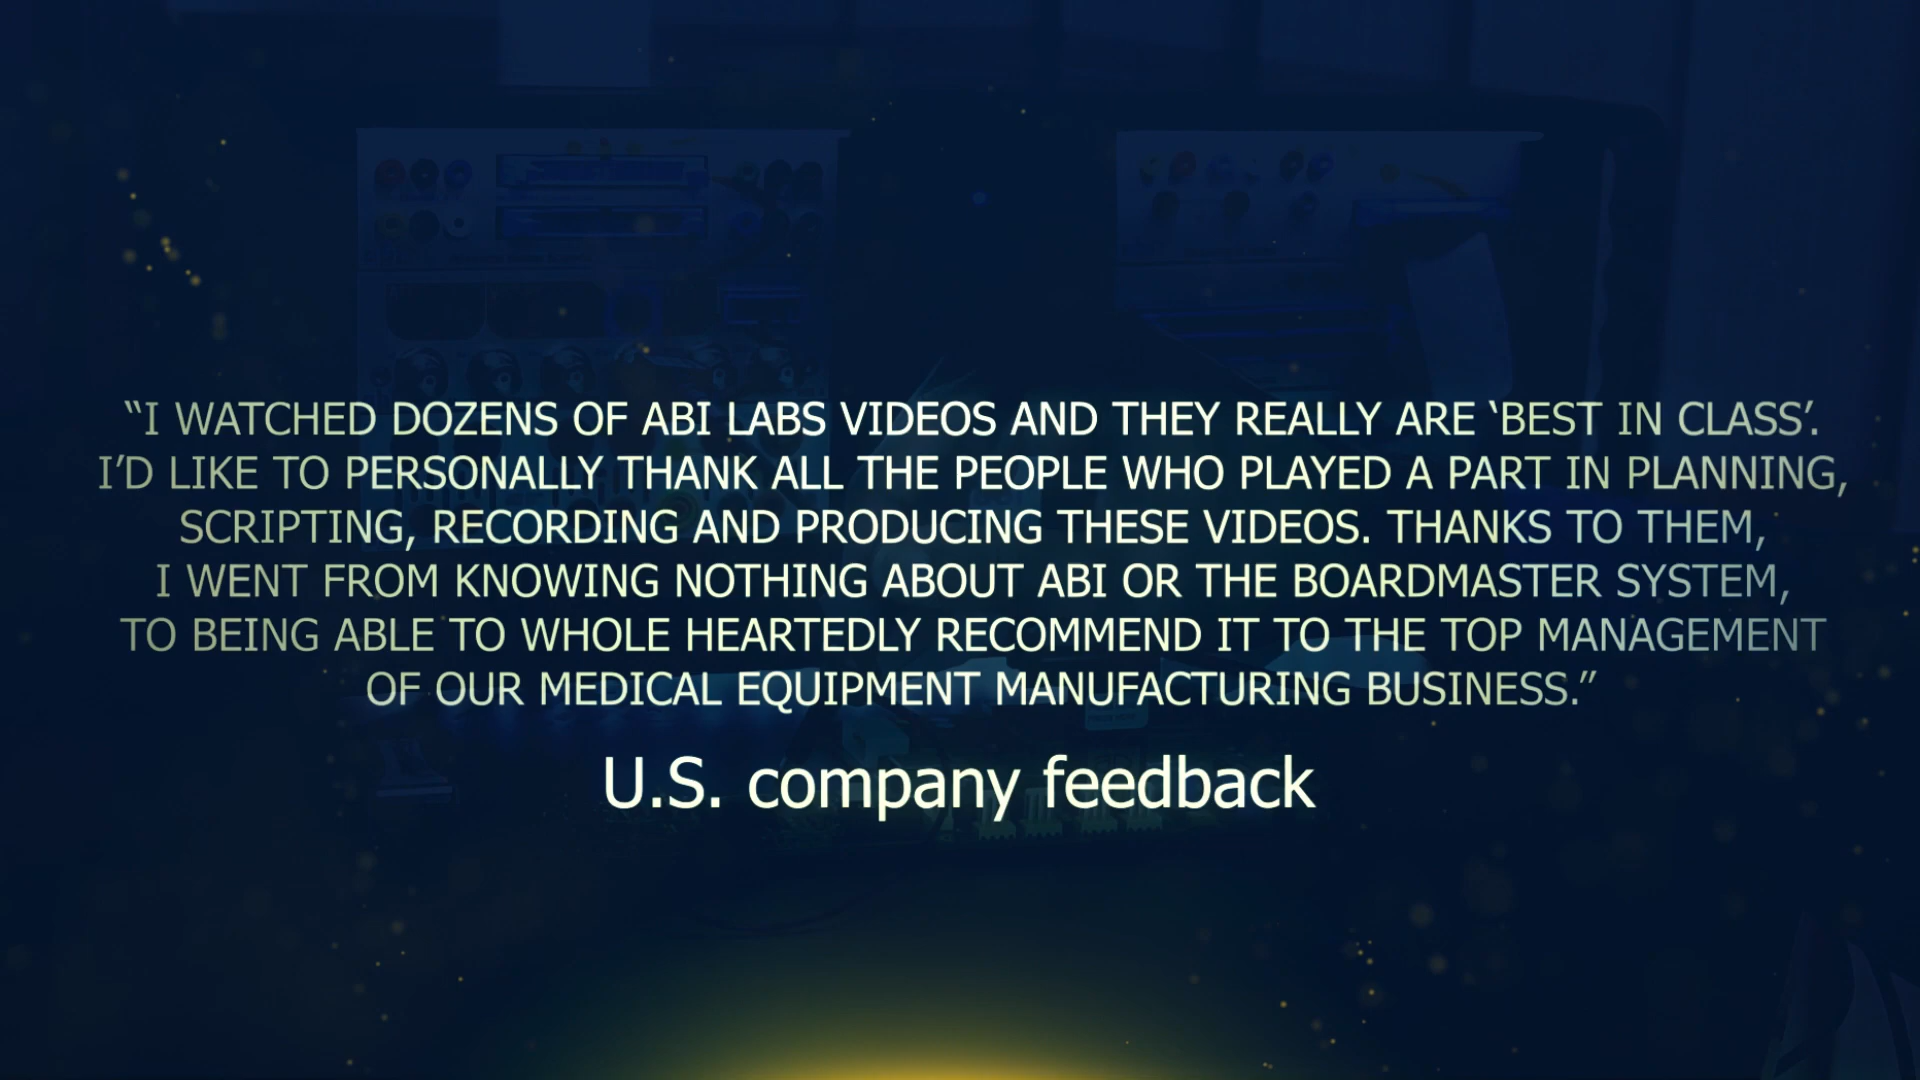 “I WATCHED DOZENS OF ABI LABS VIDEOS AND THEY REALLY ARE ‘BEST IN CLASS’.
I’D LIKE TO PERSONALLY THANK ALL THE PEOPLE WHO PLAYED A PART IN PLANNING,
SCRIPTING, RECORDING AND PRODUCING THESE VIDEOS. THANKS TO THEM,
I WENT FROM KNOWING NOTHING ABOUT ABI OR THE BOARDMASTER SYSTEM,
TO BEING ABLE TO WHOLE HEARTEDLY RECOMMEND IT TO THE TOP MANAGEMENT
OF OUR MEDICAL EQUIPMENT MANUFACTURING BUSINESS.”
U.S. company feedback